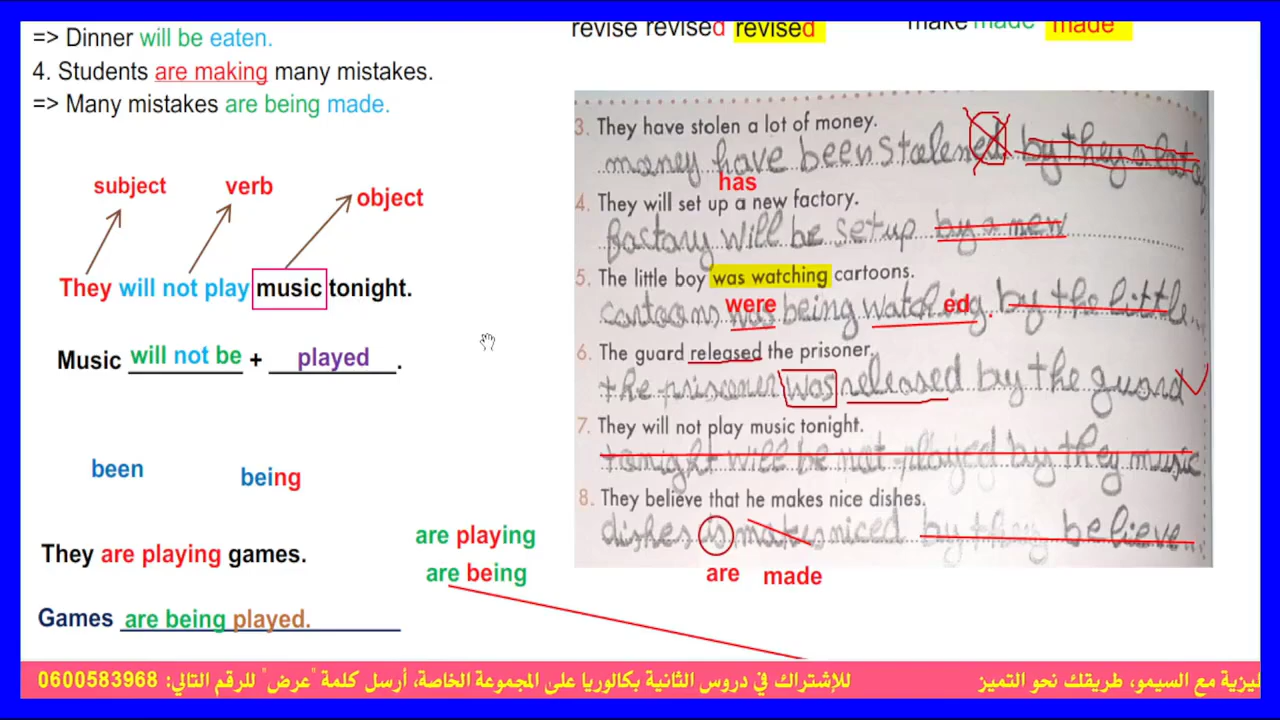 => Dinner will be eaten.
4. Students are making many mistakes.
=> Many mistakes are being made.
subject verb object
They will not play music tonight.
Music will not be + played.
been being
They are playing games.
are playing
are being
Games are being played.
revise revised revised make made made
3. They have stolen a lot of money.
money have been stolened by they a lot
has
4. They will set up a new factory.
factory will be set up by a new
5. The little boy was watching cartoons.
were ed.
cartoons was being watching by the little
6. The guard released the prisoner.
the prisoner was released by the guard
7. They will not play music tonight.
tonight will be not played by they music
8. They believe that he makes nice dishes.
dishes is makes niced by they believe
are made
للإشتراك في دروس الثانية بكالوريا على المجموعة الخاصة، أرسل كلمة "عرض" للرقم التالي: 0600583968
ليزية مع السيمو، طريقك نحو التميز